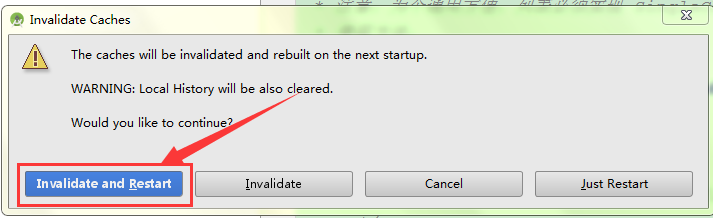 Invalidate Caches
The caches will be invalidated and rebuilt on the next startup.
WARNING: Local History will be also cleared.
Would you like to continue?
Invalidate and Restart
Invalidate
Cancel
Just Restart